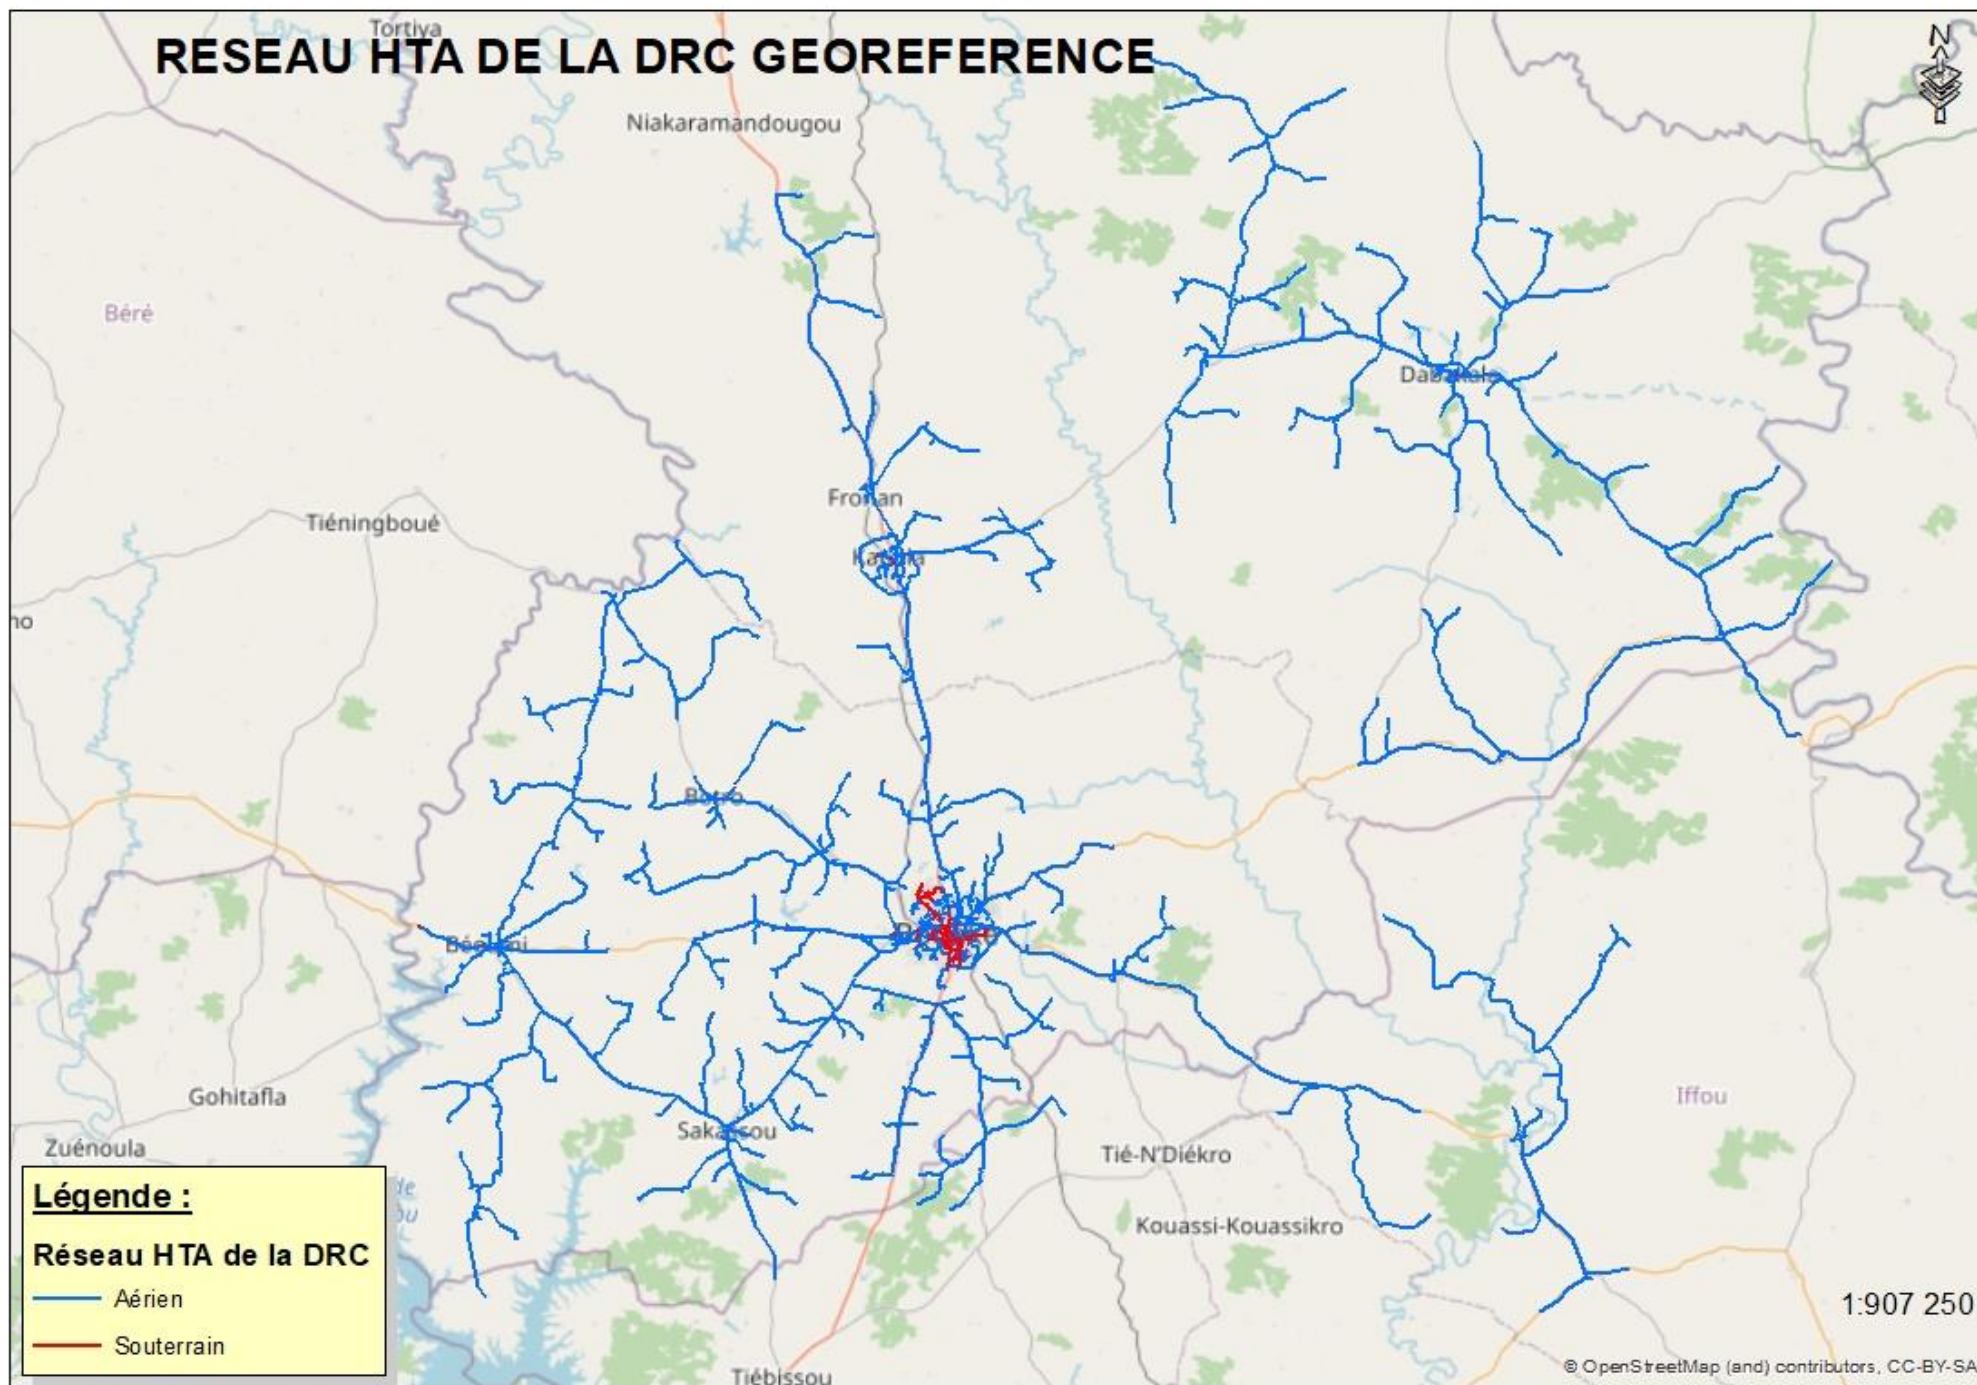 Tortiya
RESEAU HTA DE LA DRC GEOREFERENCE
N
Niakaramandougou
Béré
Dabakala
Fronan
Tiéningboué
Katiola
Botro
Béoumi
Gohitafla
Iffou
Sakassou
Zuénoula
Tié-N'Diékro
Kouassi-Kouassikro
Légende :
Réseau HTA de la DRC
Aérien
Souterrain
1:907 250
Tiébissou
© OpenStreetMap (and) contributors, CC-BY-SA